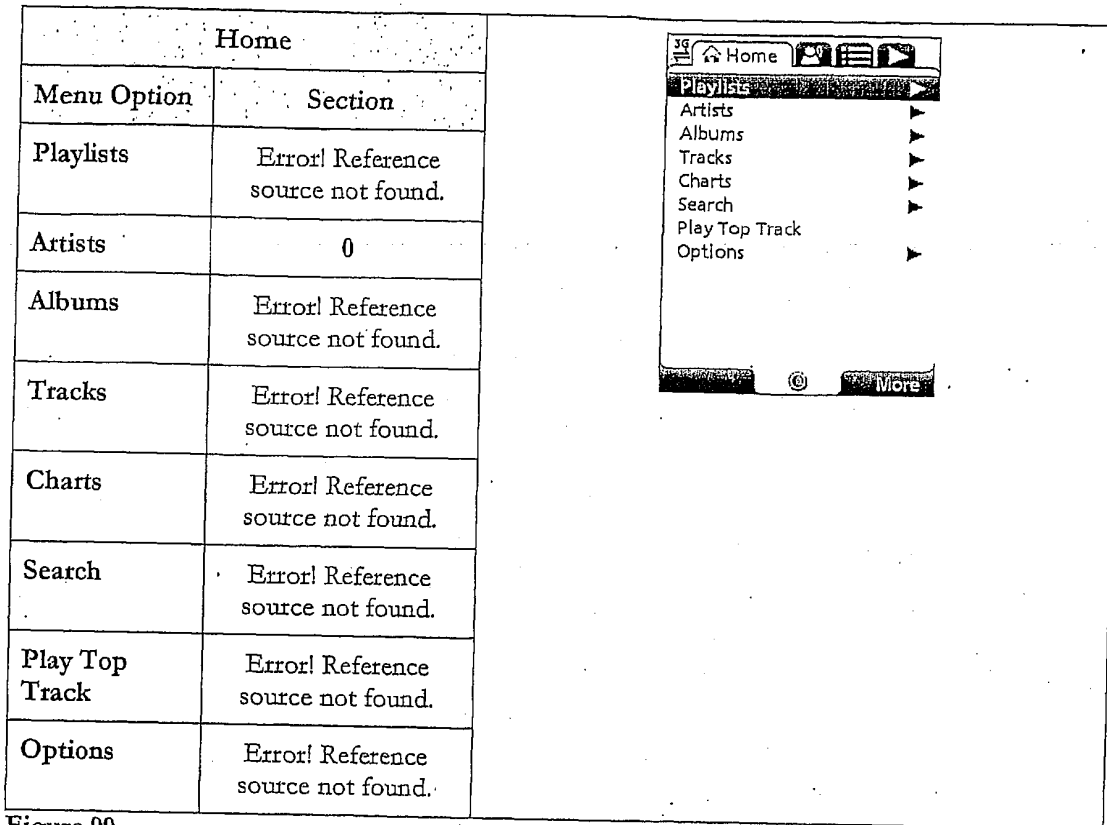 Home
Menu Option Section
Playlists Error! Reference
source not found.
Artists 0
Albums Error! Reference
source not found.
Tracks Error! Reference
source not found.
Charts Error! Reference
source not found.
Search Error! Reference
source not found.
Play Top
Track Error! Reference
source not found.
Options Error! Reference
source not found.
Figure
3G Home
Playlists
Artists
Albums
Tracks
Charts
Search
Play Top Track
Options
More